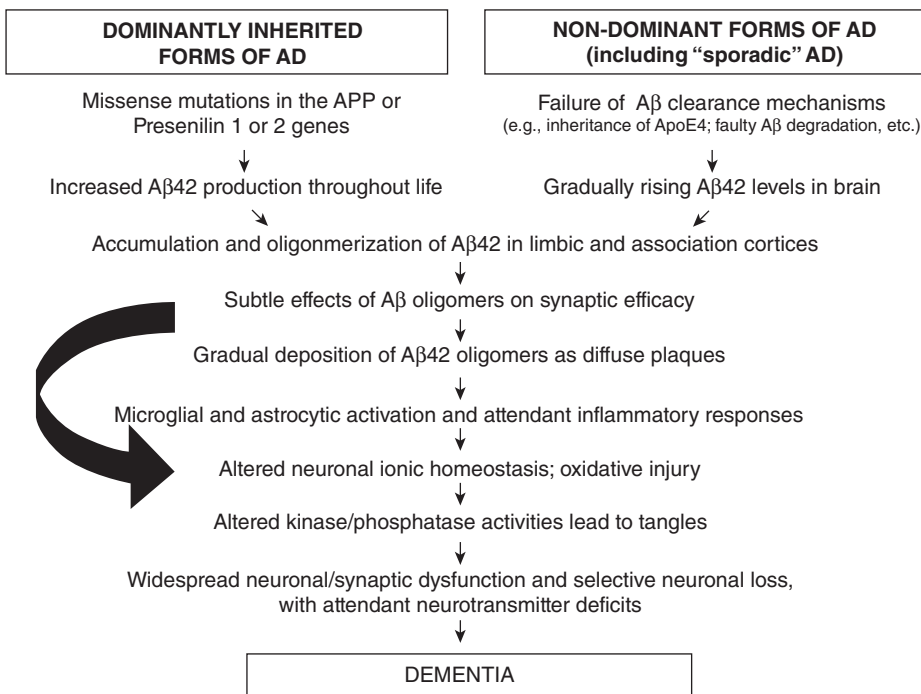 DOMINANTLY INHERITED
FORMS OF AD
NON-DOMINANT FORMS OF AD
(including “sporadic” AD)
Missense mutations in the APP or
Presenilin 1 or 2 genes
Failure of Aβ clearance mechanisms
(e.g., inheritance of ApoE4; faulty Aβ degradation, etc.)
Increased Aβ42 production throughout life
Gradually rising Aβ42 levels in brain
Accumulation and oligonmerization of Aβ42 in limbic and association cortices
Subtle effects of Aβ oligomers on synaptic efficacy
Gradual deposition of Aβ42 oligomers as diffuse plaques
Microglial and astrocytic activation and attendant inflammatory responses
Altered neuronal ionic homeostasis; oxidative injury
Altered kinase/phosphatase activities lead to tangles
Widespread neuronal/synaptic dysfunction and selective neuronal loss,
with attendant neurotransmitter deficits
DEMENTIA